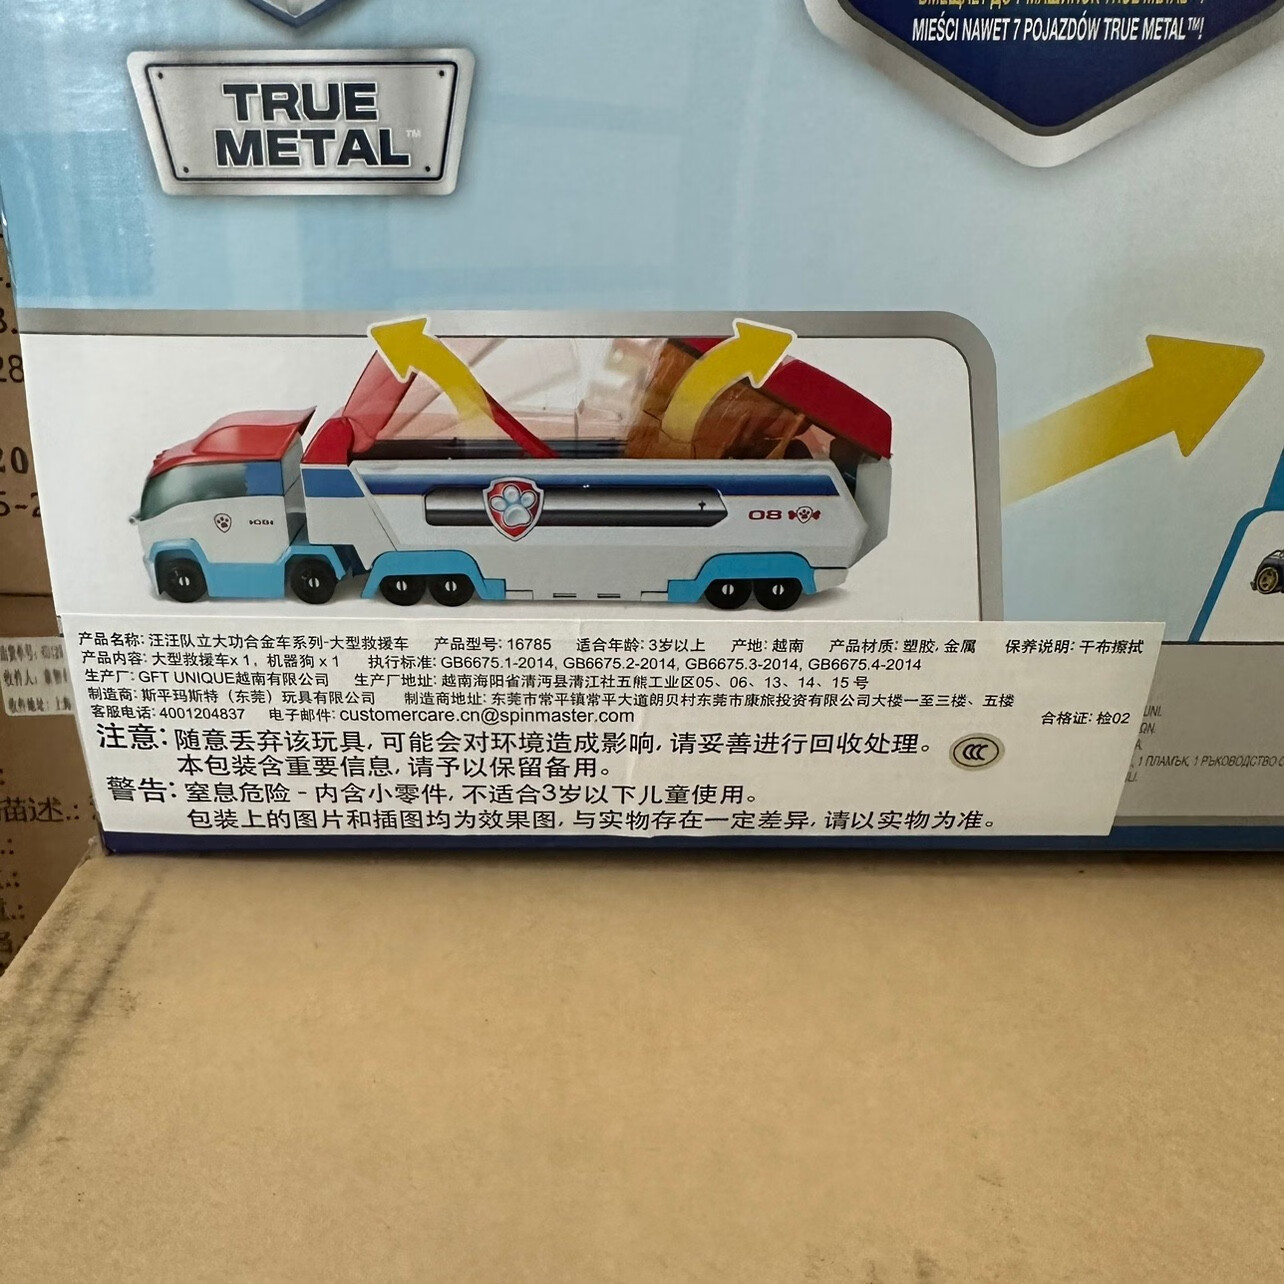 MIEŚCI NAWET 7 POJAZDÓW TRUE METAL™!
TRUE
METAL™
08
产品名称: 汪汪队立大功合金车系列-大型救援车 产品型号: 16785 适合年龄: 3岁以上 产地: 越南 产品材质: 塑胶, 金属 保养说明: 干布擦拭
产品内容: 大型救援车x 1, 机器狗 x 1 执行标准: GB6675.1-2014, GB6675.2-2014, GB6675.3-2014, GB6675.4-2014
生产厂: GFT UNIQUE越南有限公司 生产厂地址: 越南海阳省清沔县清江社五熊工业区05、06、13、14、15 号
制造商: 斯平玛斯特（东莞）玩具有限公司 制造商地址: 东莞市常平镇常平大道朗贝村东莞市康旅投资有限公司大楼一至三楼、五楼
客服电话: 4001204837 电子邮件: customercare.cn@spinmaster.com 合格证: 检02
注意: 随意丢弃该玩具, 可能会对环境造成影响, 请妥善进行回收处理。
本包装含重要信息, 请予以保留备用。
CCC
警告: 窒息危险 - 内含小零件, 不适合3岁以下儿童使用。
包装上的图片和插图均为效果图, 与实物存在一定差异, 请以实物为准。
1 ПЛАМЪК, 1 РЪКОВОДСТВО
描述.: